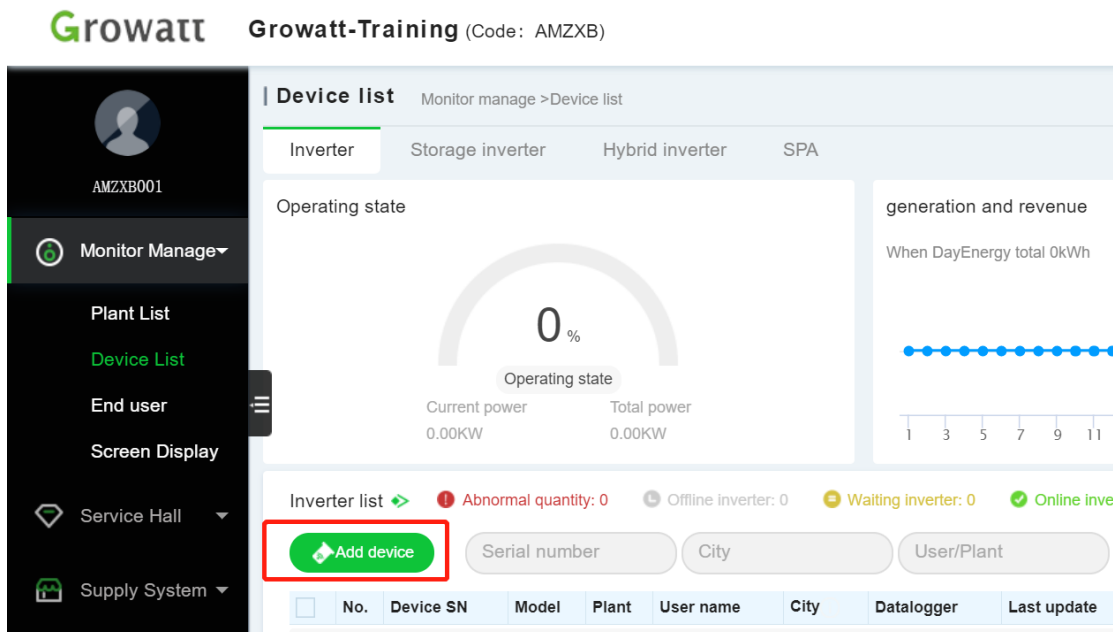 Growatt Growatt-Training (Code: AMZXB)
AMZXB001
Monitor Manage
Plant List
Device List
End user
Screen Display
Service Hall
Supply System
Device list Monitor manage >Device list
Inverter Storage inverter Hybrid inverter SPA
Operating state
0 %
Operating state
Current power Total power
0.00KW 0.00KW
generation and revenue
When DayEnergy total 0kWh
1 3 5 7 9 11
Inverter list Abnormal quantity: 0 Offline inverter: 0 Waiting inverter: 0 Online inve
Add device Serial number City User/Plant
No. Device SN Model Plant User name City Datalogger Last update